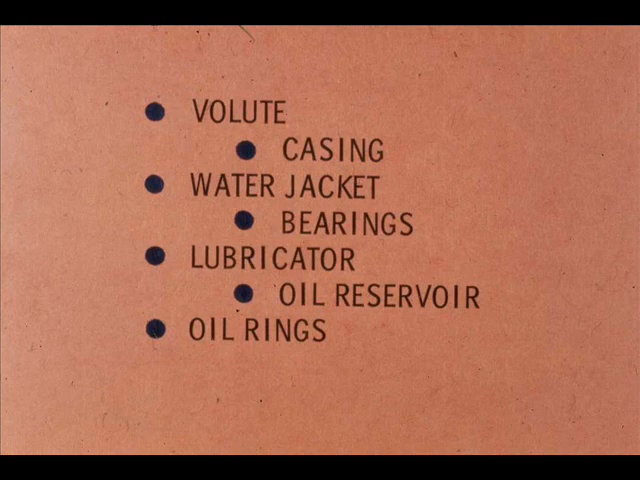 VOLUTE
CASING
WATER JACKET
BEARINGS
LUBRICATOR
OIL RESERVOIR
OIL RINGS